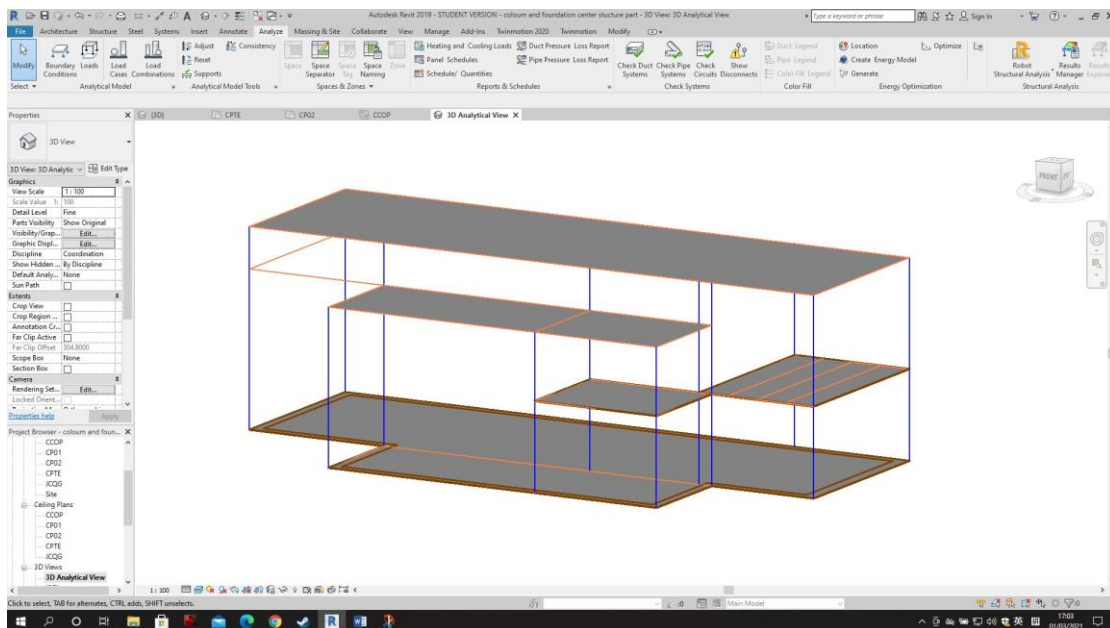 Autodesk Revit 2019 - STUDENT VERSION - coloum and foundation center stucture part - 3D View: 3D Analytical View
Type a keyword or phrase
Sign In
File Architecture Structure Steel Systems Insert Annotate Analyze Massing & Site Collaborate View Manage Add-Ins Twinmotion 2020 Twinmotion Modify
Modify
Boundary Conditions
Loads
Load Cases
Load Combinations
Adjust
Reset
Supports
Consistency
Space
Space Separator
Space Tag
Space Naming
Zone
Heating and Cooling Loads
Panel Schedules
Schedule/ Quantities
Duct Pressure Loss Report
Pipe Pressure Loss Report
Check Duct Systems
Check Pipe Systems
Check Circuits
Show Disconnects
Duct Legend
Pipe Legend
Color Fill Legend
Location
Create Energy Model
Generate
Optimize
Robot Structural Analysis
Results Manager
Select
Analytical Model
Analytical Model Tools
Spaces & Zones
Reports & Schedules
Check Systems
Color Fill
Energy Optimization
Structural Analysis
Properties
(3D)
CPTE
CP02
CCOP
3D Analytical View
3D View
3D View: 3D Analytic
Edit Type
Graphics
View Scale 1 : 100
Scale Value 1: 100
Detail Level Fine
Parts Visibility Show Original
Visibility/Grap... Edit...
Graphic Displ... Edit...
Discipline Coordination
Show Hidden ... By Discipline
Default Analy... None
Sun Path
Extents
Crop View
Crop Region ...
Annotation Cr...
Far Clip Active
Far Clip Offset 304.8000
Scope Box None
Section Box
Camera
Rendering Set... Edit...
Locked Orient...
Properties help
Apply
Project Browser - coloum and foun...
CCOP
CP01
CP02
CPTE
JCQG
Site
Ceiling Plans
CCOP
CP01
CP02
CPTE
JCQG
3D Views
3D Analytical View
FRONT
1 : 100
Click to select, TAB for alternates, CTRL adds, SHIFT unselects.
:0
Main Model
英
17:03
01/03/2021